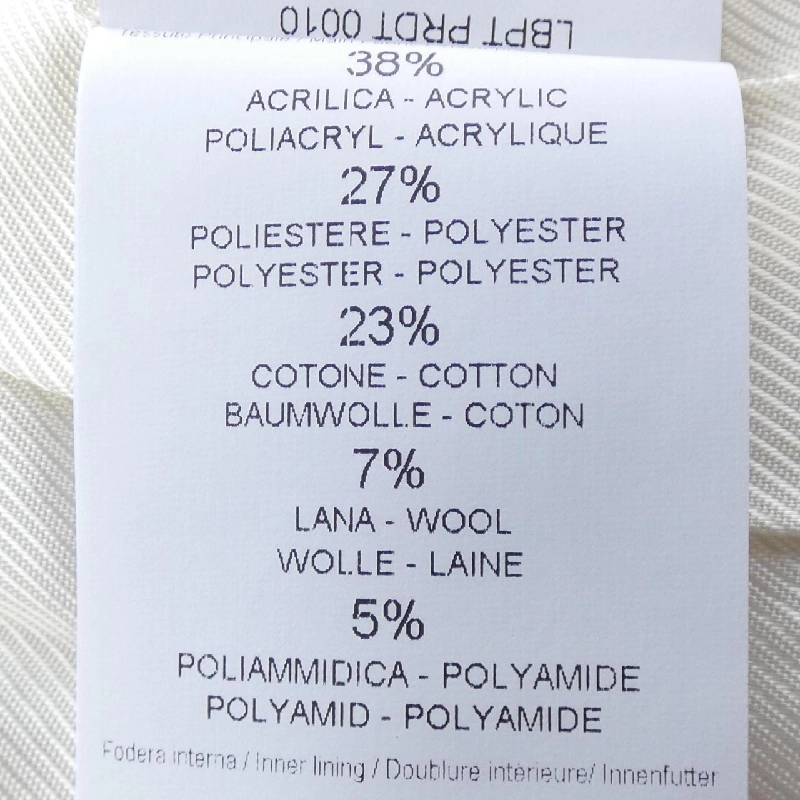 LBPT PRDT 0010
38%
ACRILICA - ACRYLIC
POLIACRYL - ACRYLIQUE
27%
POLIESTERE - POLYESTER
POLYESTER - POLYESTER
23%
COTONE - COTTON
BAUMWOLLE - COTON
7%
LANA - WOOL
WOLLE - LAINE
5%
POLIAMMIDICA - POLYAMIDE
POLYAMID - POLYAMIDE
Fodera interna / Inner lining / Doublure intérieure/ Innenfutter